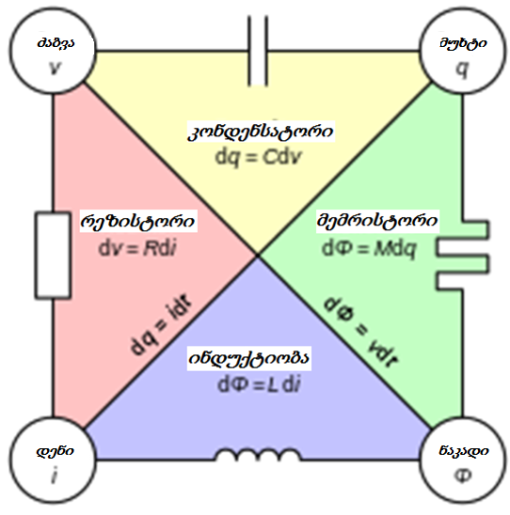 ძაბვა
v
მუხტი
q
კონდენსატორი
dq = Cdv
რეზისტორი
dv = Rdi
მემრისტორი
dΦ = Mdq
dq = idt
dΦ = vdt
ინდუქტიობა
dΦ = L di
დენი
i
ნაკადი
Φ